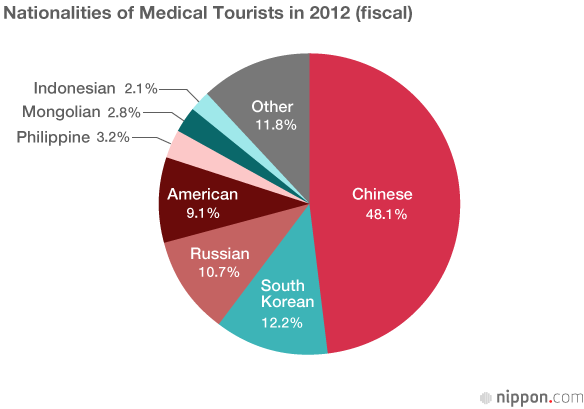 Nationalities of Medical Tourists in 2012 (fiscal)
Indonesian 2.1%
Mongolian 2.8%
Philippine 3.2%
Other
11.8%
American
9.1%
Chinese
48.1%
Russian
10.7%
South
Korean
12.2%
nippon.com